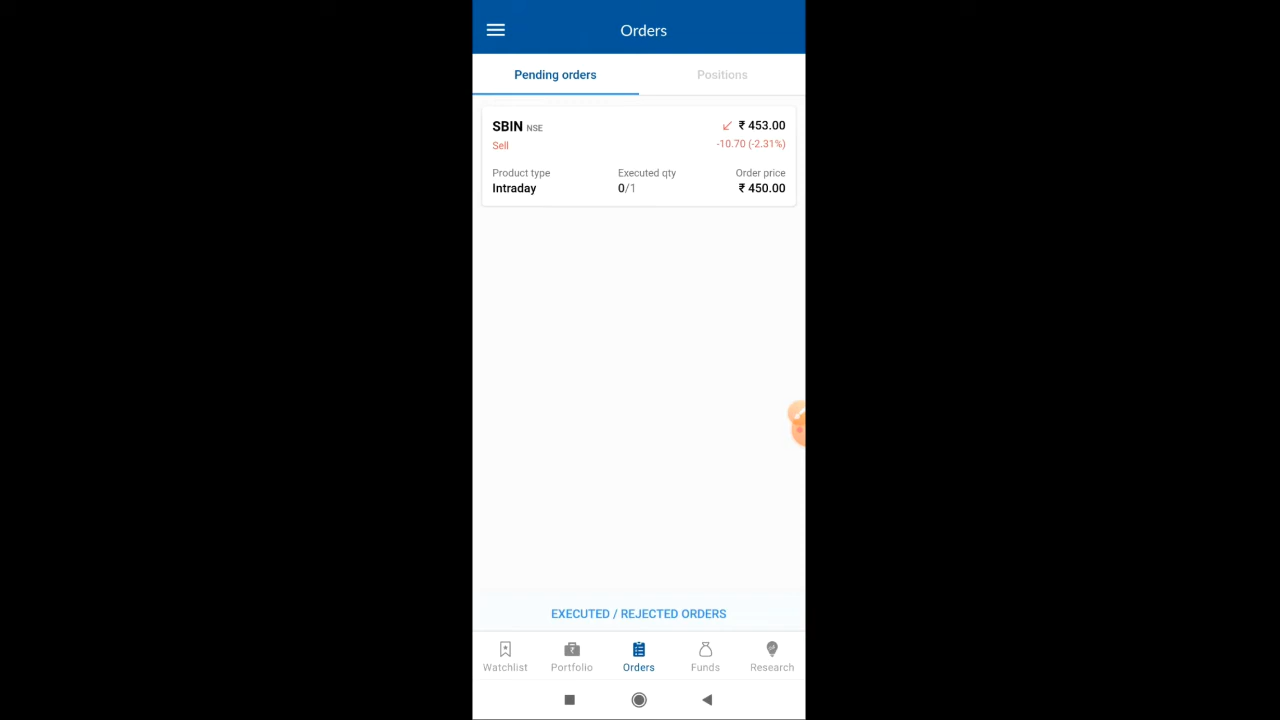 Orders
Pending orders Positions
SBIN NSE ₹ 453.00
Sell -10.70 (-2.31%)
Product type Executed qty Order price
Intraday 0/1 ₹ 450.00
EXECUTED / REJECTED ORDERS
Watchlist Portfolio Orders Funds Research